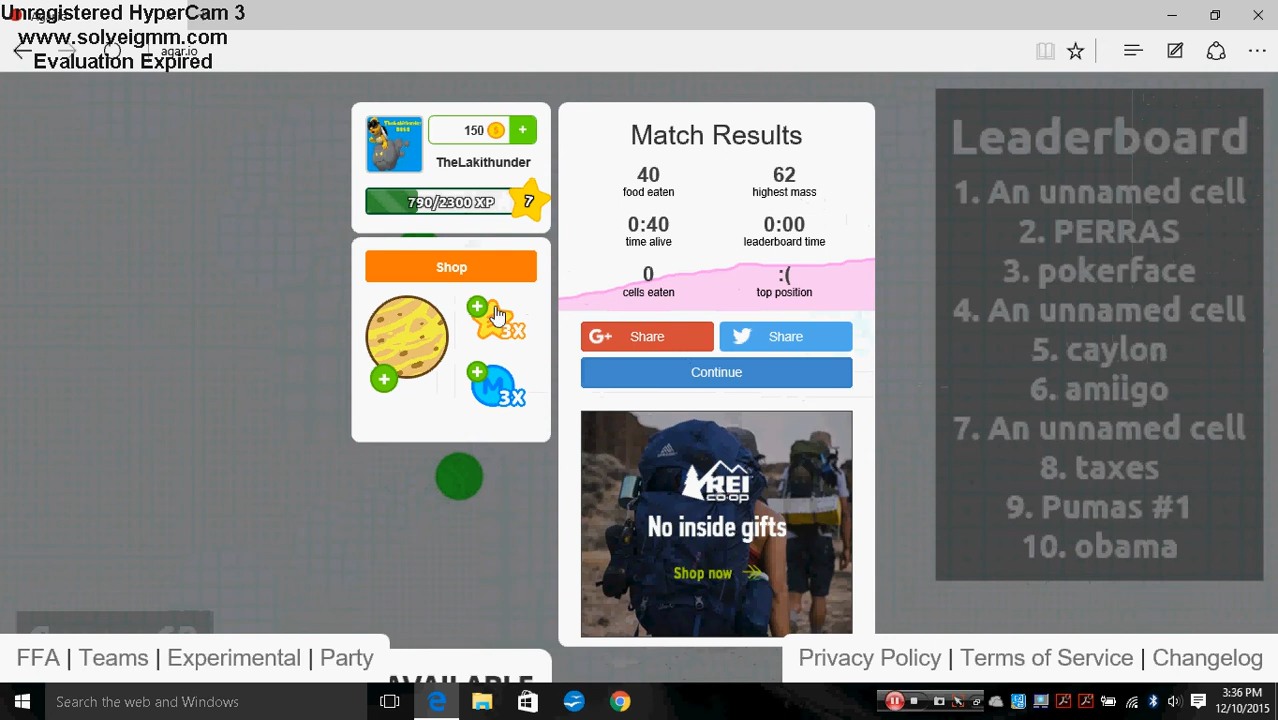 Unregistered HyperCam 3
www.solveigmm.com
Evaluation Expired
agar.io
150
TheLakithunder
790/2300 XP
7
Shop
3X
M
3X
Match Results
40
food eaten
62
highest mass
0:40
time alive
0:00
leaderboard time
0
cells eaten
:(
top position
G+ Share
Share
Continue
REI
co-op
No inside gifts
Shop now
Leaderboard
1. An unnamed cell
2. PERRAS
3. pokerface
4. An unnamed cell
5. caylon
6. amiigo
7. An unnamed cell
8. taxes
9. Pumas #1
10. obama
FFA | Teams | Experimental | Party
AVAILABLE
Privacy Policy | Terms of Service | Changelog
Search the web and Windows
3:36 PM
12/10/2015